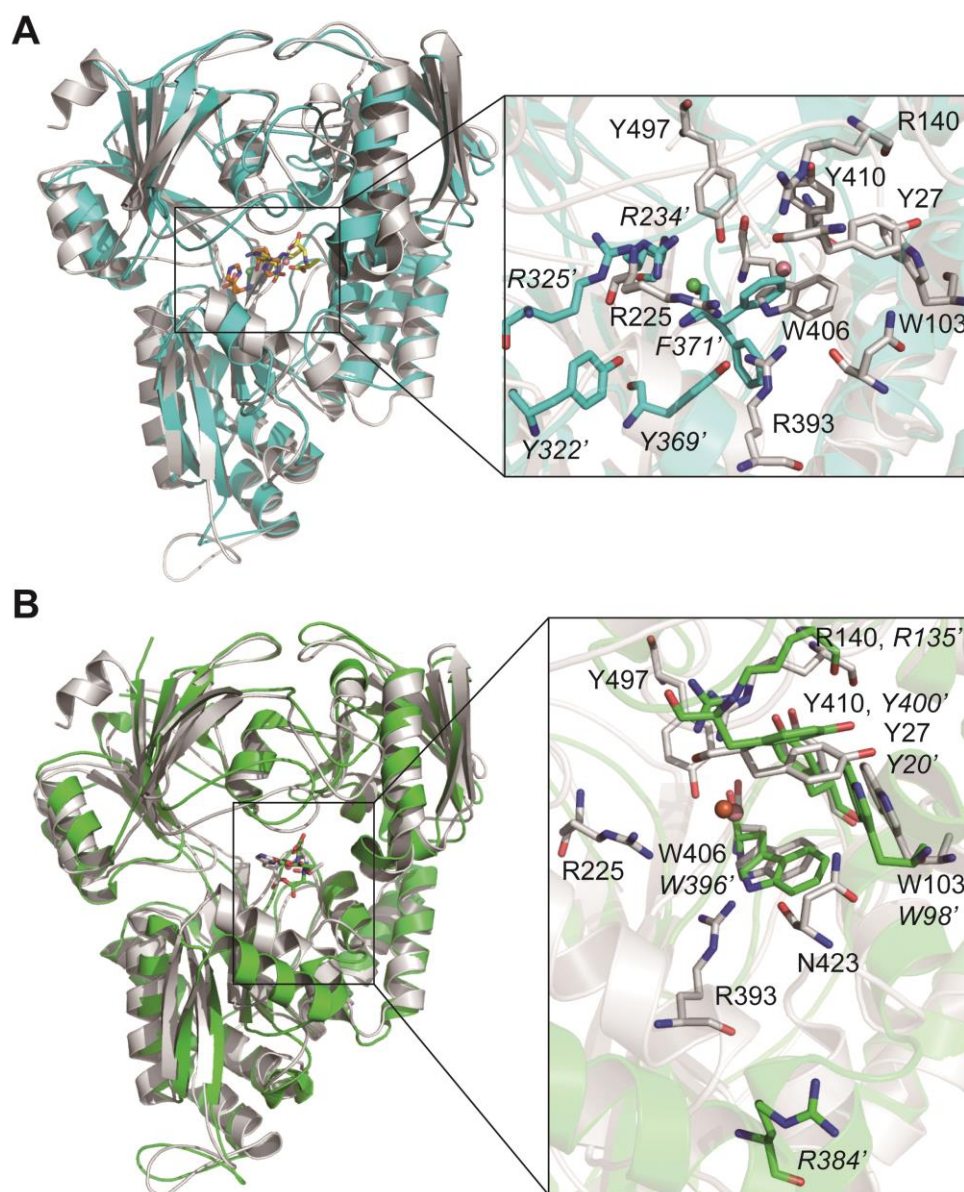 A
Y497
R140
Y410
Y27
R234’
R325’
R225
W406
W103
F371’
R393
Y322’
Y369’
B
R140, R135’
Y497
Y410, Y400’
Y27
Y20’
W406
R225
W396’
W103
W98’
N423
R393
R384’